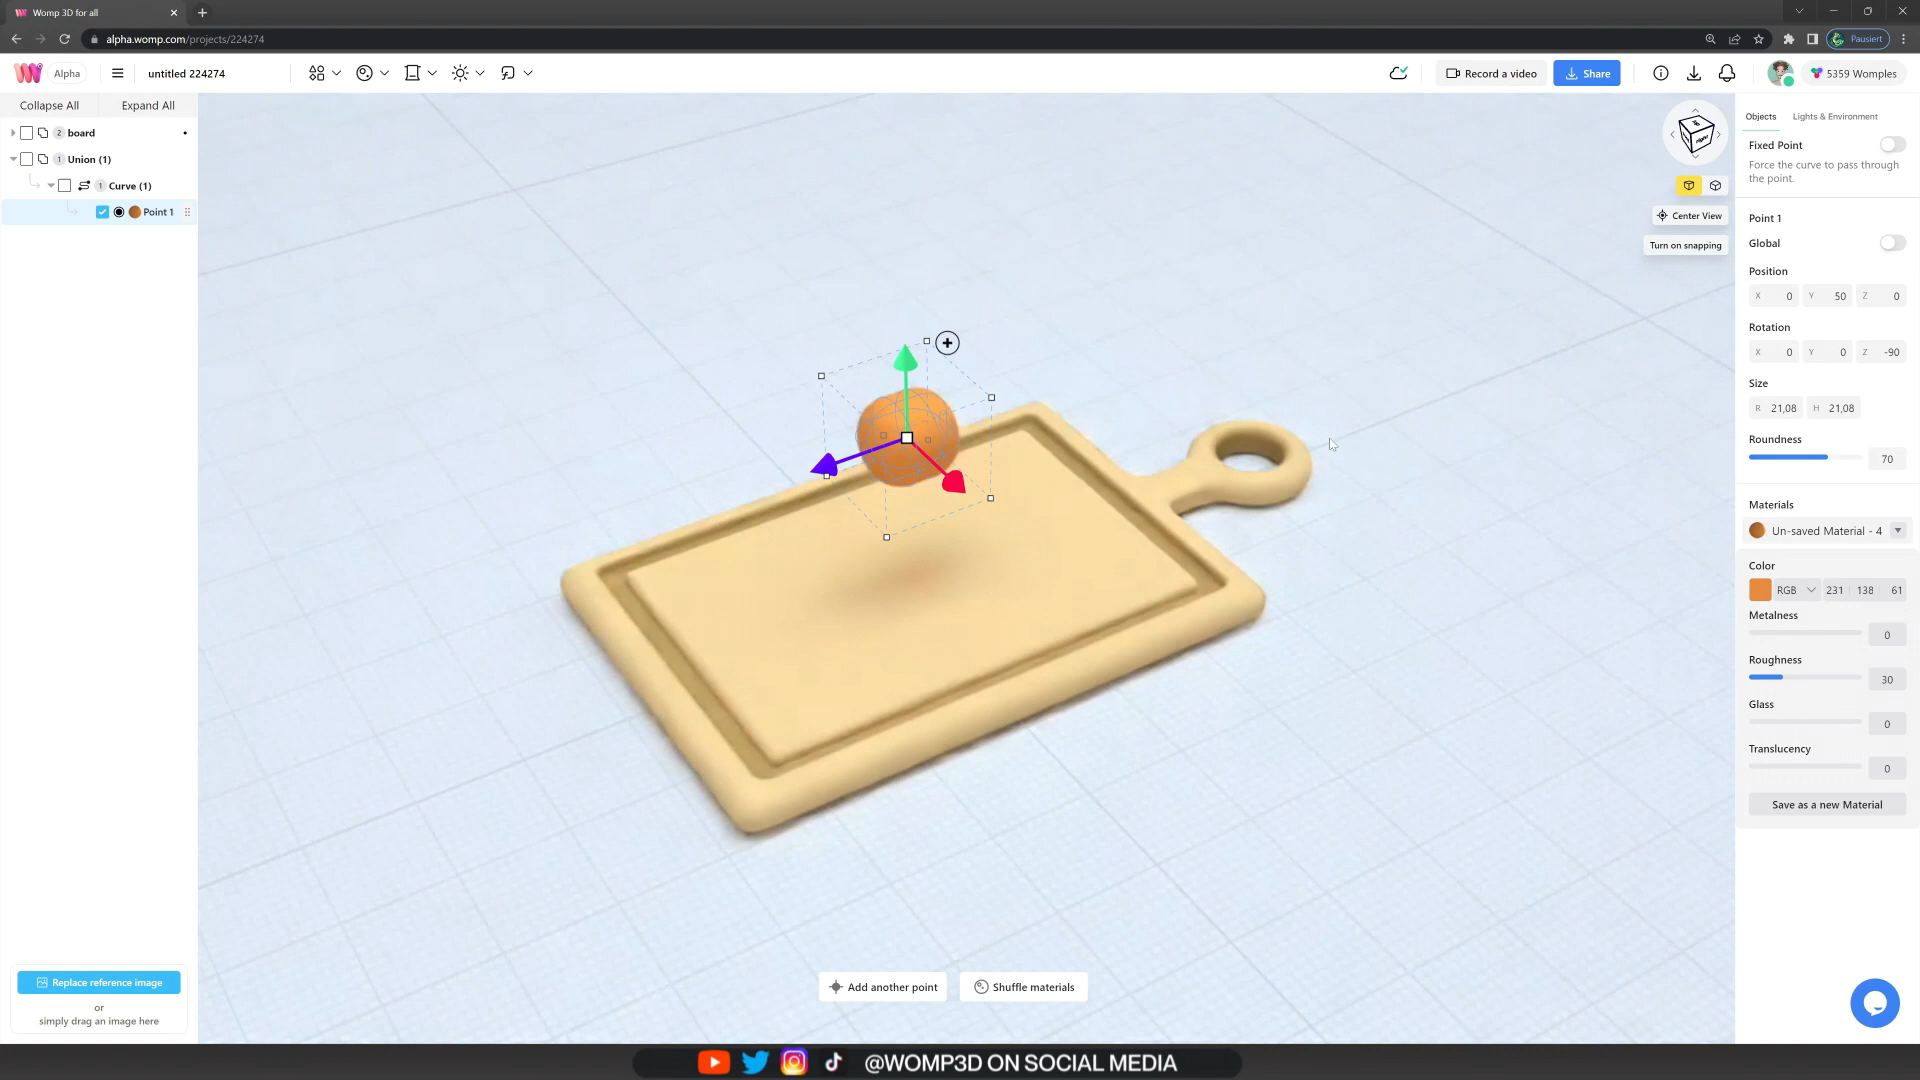 Womp 3D for all
alpha.womp.com/projects/224274
Pausiert
Alpha
untitled 224274
Record a video
Share
5359 Womples
Collapse All
Expand All
2 board
1 Union (1)
1 Curve (1)
Point 1
Center View
Turn on snapping
Objects
Lights & Environment
Fixed Point
Force the curve to pass through
the point.
Point 1
Global
Position
X 0 Y 50 Z 0
Rotation
X 0 Y 0 Z -90
Size
R 21,08 H 21,08
Roundness
70
Materials
Un-saved Material - 4
Color
RGB 231 138 61
Metalness
0
Roughness
30
Glass
0
Translucency
0
Save as a new Material
Add another point
Shuffle materials
Replace reference image
or
simply drag an image here
@WOMP3D ON SOCIAL MEDIA